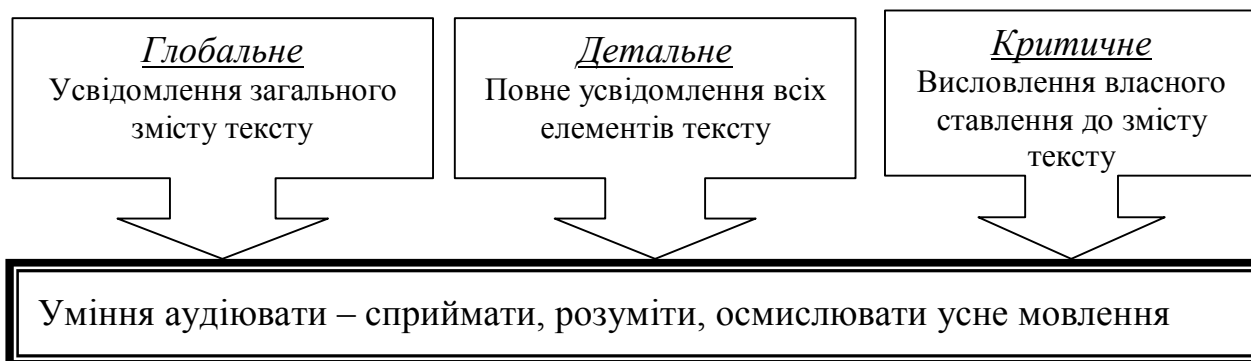 Глобальне
Усвідомлення загального
змісту тексту
Детальне
Повне усвідомлення всіх
елементів тексту
Критичне
Висловлення власного
ставлення до змісту
тексту
Уміння аудіювати – сприймати, розуміти, осмислювати усне мовлення